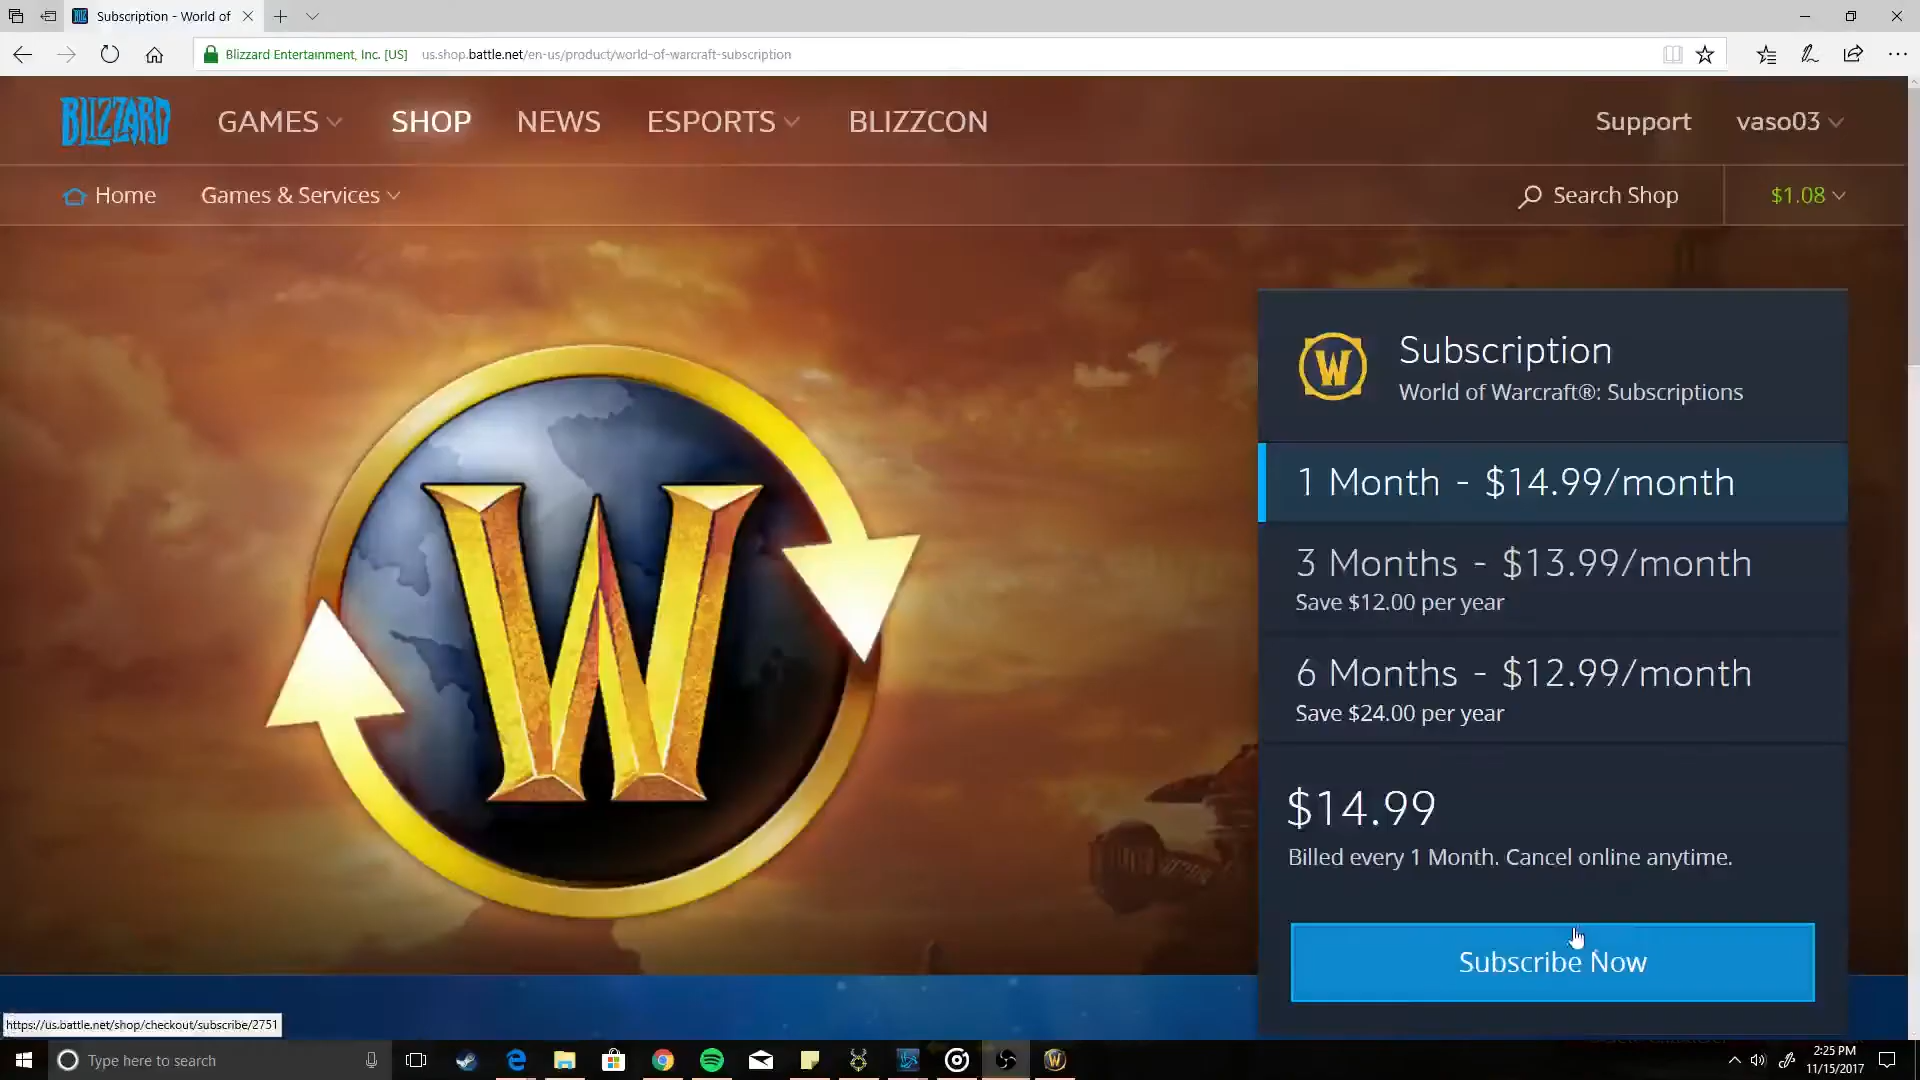 Subscription - World of
Blizzard Entertainment, Inc. [US] us.shop.battle.net/en-us/product/world-of-warcraft-subscription
BLIZZARD GAMES SHOP NEWS ESPORTS BLIZZCON Support vaso03
Home Games & Services Search Shop $1.08
W
Subscription
World of Warcraft®: Subscriptions
1 Month - $14.99/month
3 Months - $13.99/month
Save $12.00 per year
6 Months - $12.99/month
Save $24.00 per year
$14.99
Billed every 1 Month. Cancel online anytime.
Subscribe Now
W
https://us.battle.net/shop/checkout/subscribe/2751
Type here to search
2:25 PM
11/15/2017